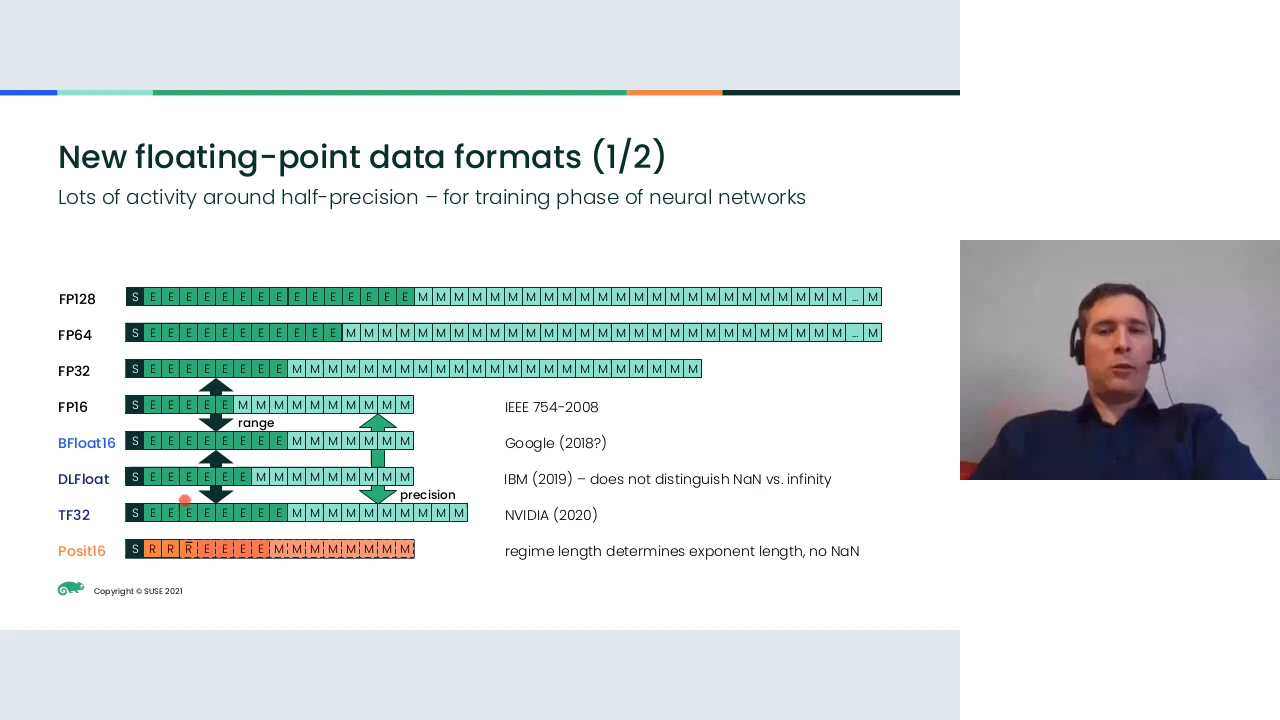 New floating-point data formats (1/2)
Lots of activity around half-precision – for training phase of neural networks
FP128 S E E E E E E E E E E E E E E E M M M M M M M M M M M M M M M M M M M M M M M M ... M
FP64 S E E E E E E E E E E E M M M M M M M M M M M M M M M M M M M M M M M M M M M M ... M
FP32 S E E E E E E E E M M M M M M M M M M M M M M M M M M M M M M M
FP16 S E E E E E M M M M M M M M M M IEEE 754-2008
range
BFloat16 S E E E E E E E E M M M M M M M Google (2018?)
DLFloat S E E E E E E M M M M M M M M M IBM (2019) – does not distinguish NaN vs. infinity
precision
TF32 S E E E E E E E E M M M M M M M M M M NVIDIA (2020)
Posit16 S R R R̅ E E E E M M M M M M M M regime length determines exponent length, no NaN
Copyright © SUSE 2021